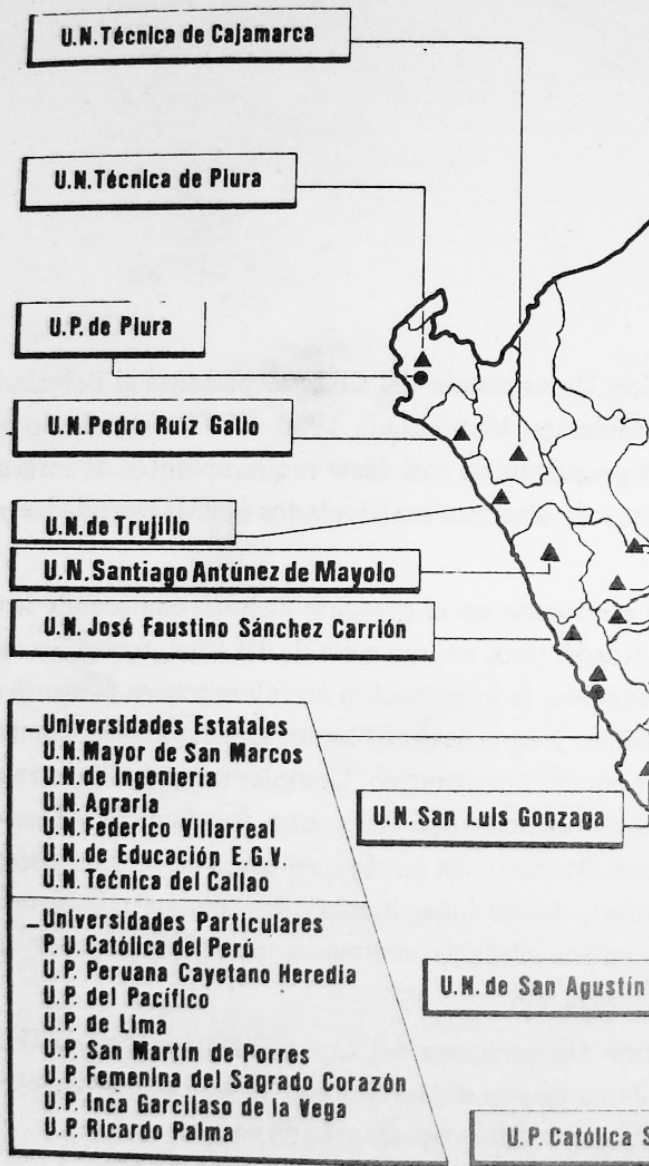 U.N.Técnica de Cajamarca
U.N.Técnica de Piura
U.P. de Piura
U.N.Pedro Ruíz Gallo
U.N.de Trujillo
U.N.Santiago Antúnez de Mayolo
U.N. José Faustino Sánchez Carrión
_Universidades Estatales
U.N.Mayor de San Marcos
U.N.de Ingeniería
U.N.Agraria
U.N.Federico Villarreal
U.N.de Educación E.G.V.
U.N.Técnica del Callao
_Universidades Particulares
P.U.Católica del Perú
U.P. Peruana Cayetano Heredia
U.P. del Pacífico
U.P. de Lima
U.P. San Martín de Porres
U.P. Femenina del Sagrado Corazón
U.P. Inca Garcilaso de la Vega
U.P. Ricardo Palma
U.N.San Luis Gonzaga
U.N.de San Agustín
U.P. Católica S